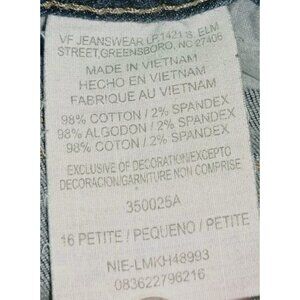 VF JEANSWEAR LP,1421 S. ELM
STREET,GREENSBORO, NC 27406
MADE IN VIETNAM
HECHO EN VIETNAM
FABRIQUE AU VIETNAM
98% COTTON / 2% SPANDEX
98% ALGODON / 2% SPANDEX
98% COTON / 2% SPANDEX
EXCLUSIVE OF DECORATION/EXCEPTO
DECORACION/GARNITURE NON COMPRISE
350025A
16 PETITE / PEQUENO / PETITE
NIE-LMKH48993
083622796216